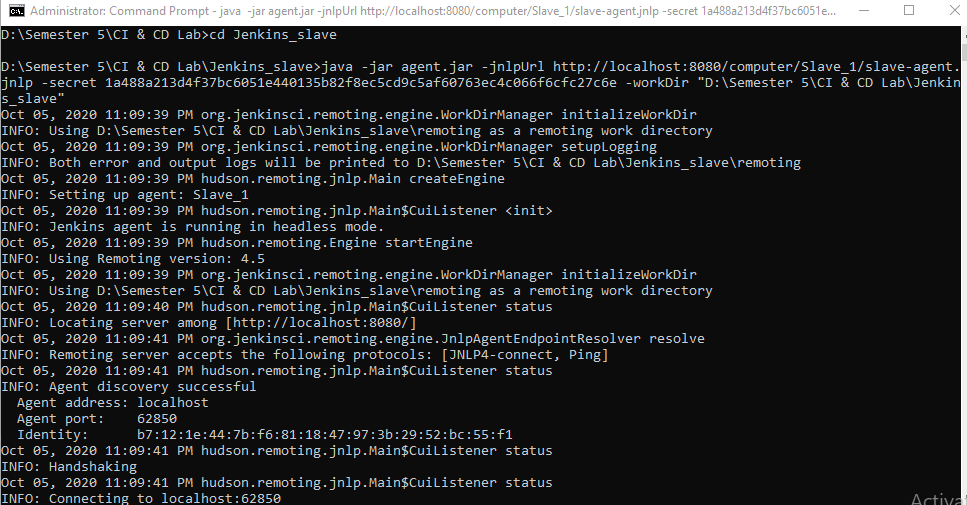 Administrator: Command Prompt - java -jar agent.jar -jnlpUrl http://localhost:8080/computer/Slave_1/slave-agent.jnlp -secret 1a488a213d4f37bc6051e...
D:\Semester 5\CI & CD Lab>cd Jenkins_slave
D:\Semester 5\CI & CD Lab\Jenkins_slave>java -jar agent.jar -jnlpUrl http://localhost:8080/computer/Slave_1/slave-agent.
jnlp -secret 1a488a213d4f37bc6051e440135b82f8ec5cd9c5af60763ec4c066f6cfc27c6e -workDir "D:\Semester 5\CI & CD Lab\Jenkin
s_slave"
Oct 05, 2020 11:09:39 PM org.jenkinsci.remoting.engine.WorkDirManager initializeWorkDir
INFO: Using D:\Semester 5\CI & CD Lab\Jenkins_slave\remoting as a remoting work directory
Oct 05, 2020 11:09:39 PM org.jenkinsci.remoting.engine.WorkDirManager setupLogging
INFO: Both error and output logs will be printed to D:\Semester 5\CI & CD Lab\Jenkins_slave\remoting
Oct 05, 2020 11:09:39 PM hudson.remoting.jnlp.Main createEngine
INFO: Setting up agent: Slave_1
Oct 05, 2020 11:09:39 PM hudson.remoting.jnlp.Main$CuiListener <init>
INFO: Jenkins agent is running in headless mode.
Oct 05, 2020 11:09:39 PM hudson.remoting.Engine startEngine
INFO: Using Remoting version: 4.5
Oct 05, 2020 11:09:39 PM org.jenkinsci.remoting.engine.WorkDirManager initializeWorkDir
INFO: Using D:\Semester 5\CI & CD Lab\Jenkins_slave\remoting as a remoting work directory
Oct 05, 2020 11:09:40 PM hudson.remoting.jnlp.Main$CuiListener status
INFO: Locating server among [http://localhost:8080/]
Oct 05, 2020 11:09:41 PM org.jenkinsci.remoting.engine.JnlpAgentEndpointResolver resolve
INFO: Remoting server accepts the following protocols: [JNLP4-connect, Ping]
Oct 05, 2020 11:09:41 PM hudson.remoting.jnlp.Main$CuiListener status
INFO: Agent discovery successful
Agent address: localhost
Agent port: 62850
Identity: b7:12:1e:44:7b:f6:81:18:47:97:3b:29:52:bc:55:f1
Oct 05, 2020 11:09:41 PM hudson.remoting.jnlp.Main$CuiListener status
INFO: Handshaking
Oct 05, 2020 11:09:41 PM hudson.remoting.jnlp.Main$CuiListener status
INFO: Connecting to localhost:62850
Activa